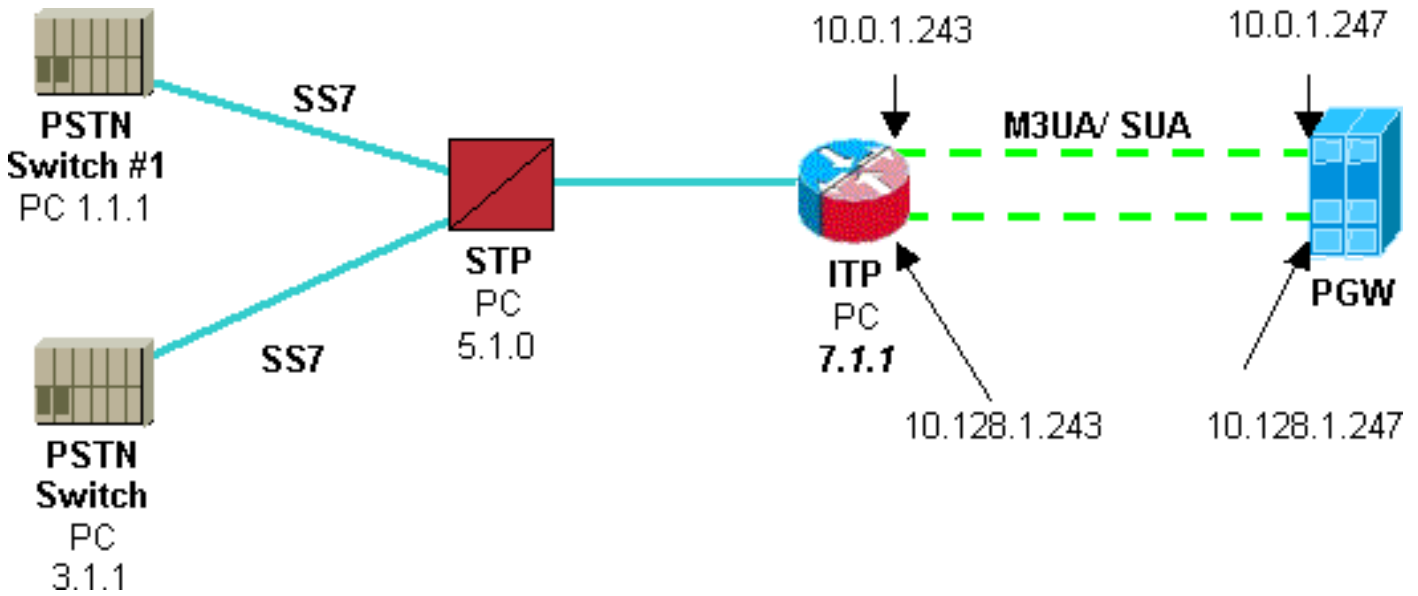 PSTN
Switch #1
PC 1.1.1
SS7
STP
PC
5.1.0
SS7
PSTN
Switch
PC
3.1.1
10.0.1.243
10.0.1.247
M3UA/ SUA
ITP
PC
7.1.1
PGW
10.128.1.243
10.128.1.247